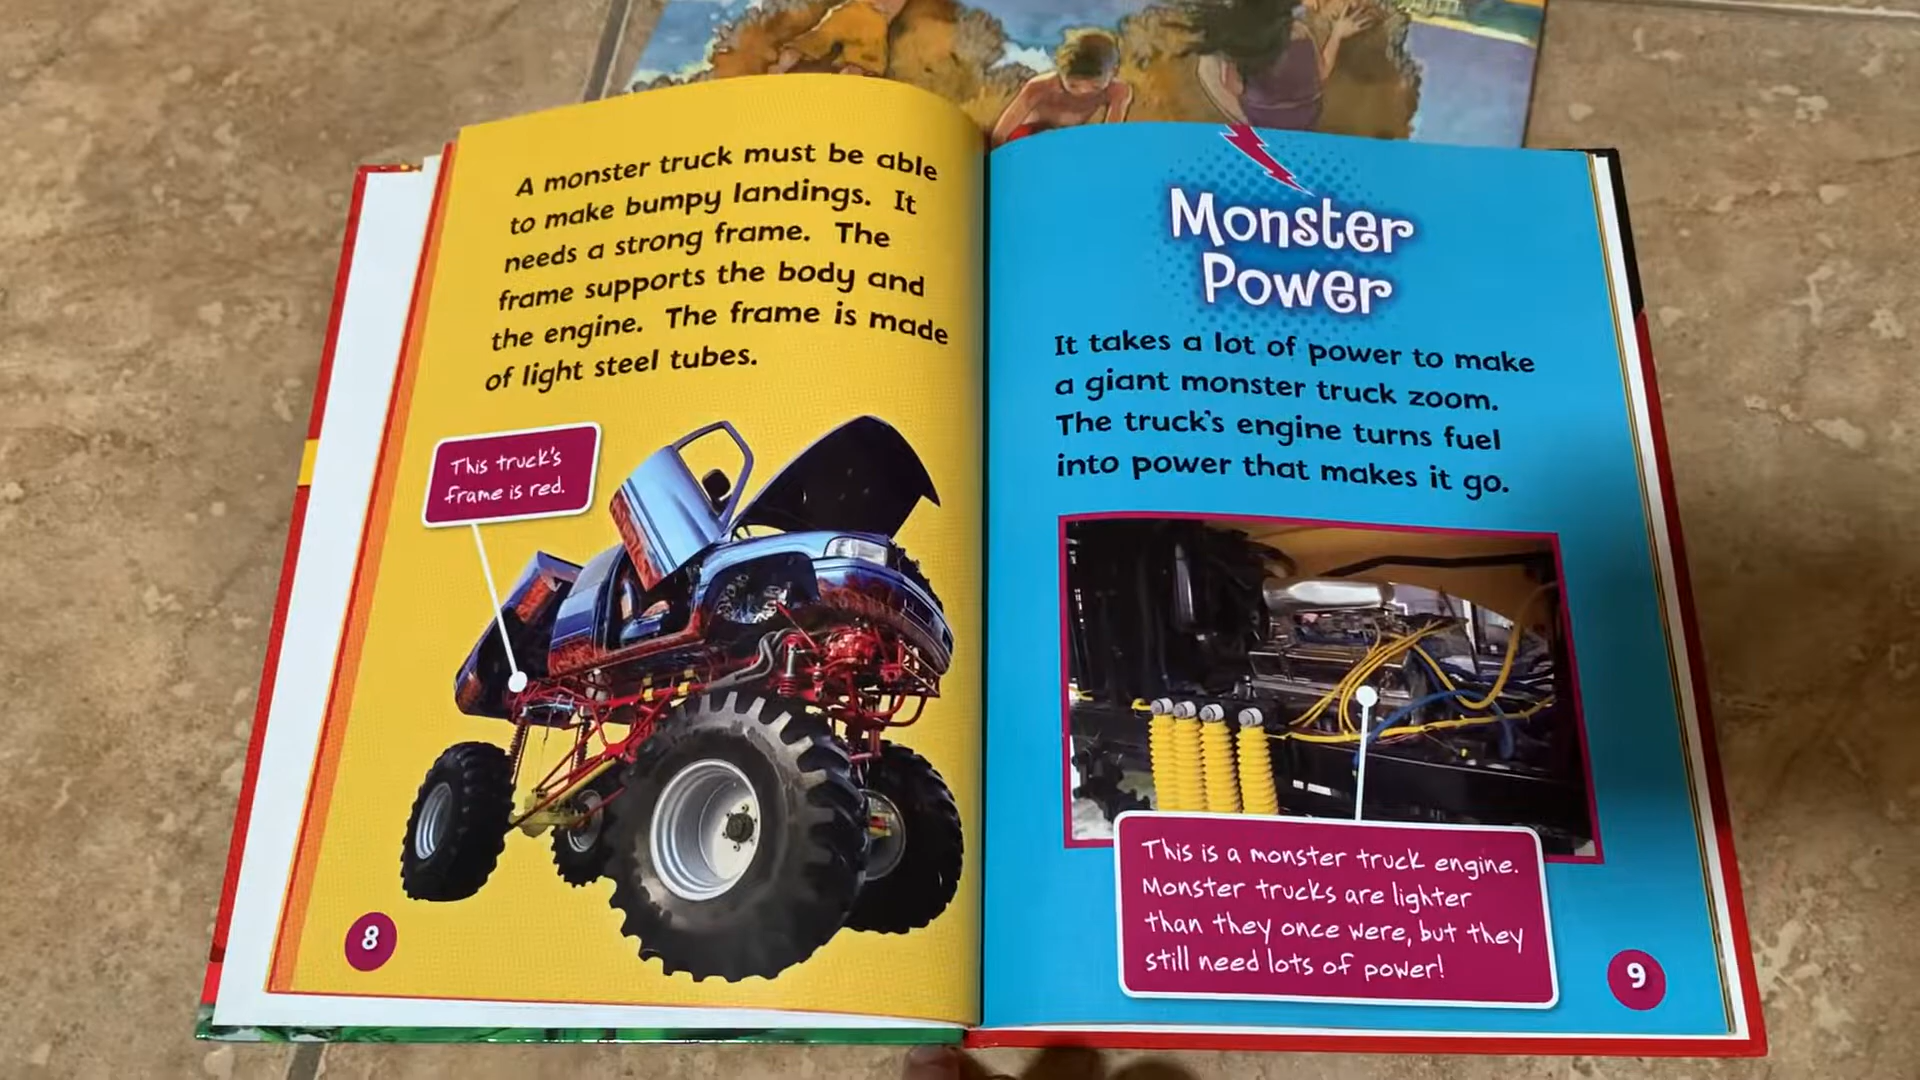 A monster truck must be able
to make bumpy landings. It
needs a strong frame. The
frame supports the body and
the engine. The frame is made
of light steel tubes.
This truck's
frame is red.
8
Monster
Power
It takes a lot of power to make
a giant monster truck zoom.
The truck's engine turns fuel
into power that makes it go.
This is a monster truck engine.
Monster trucks are lighter
than they once were, but they
still need lots of power!
9